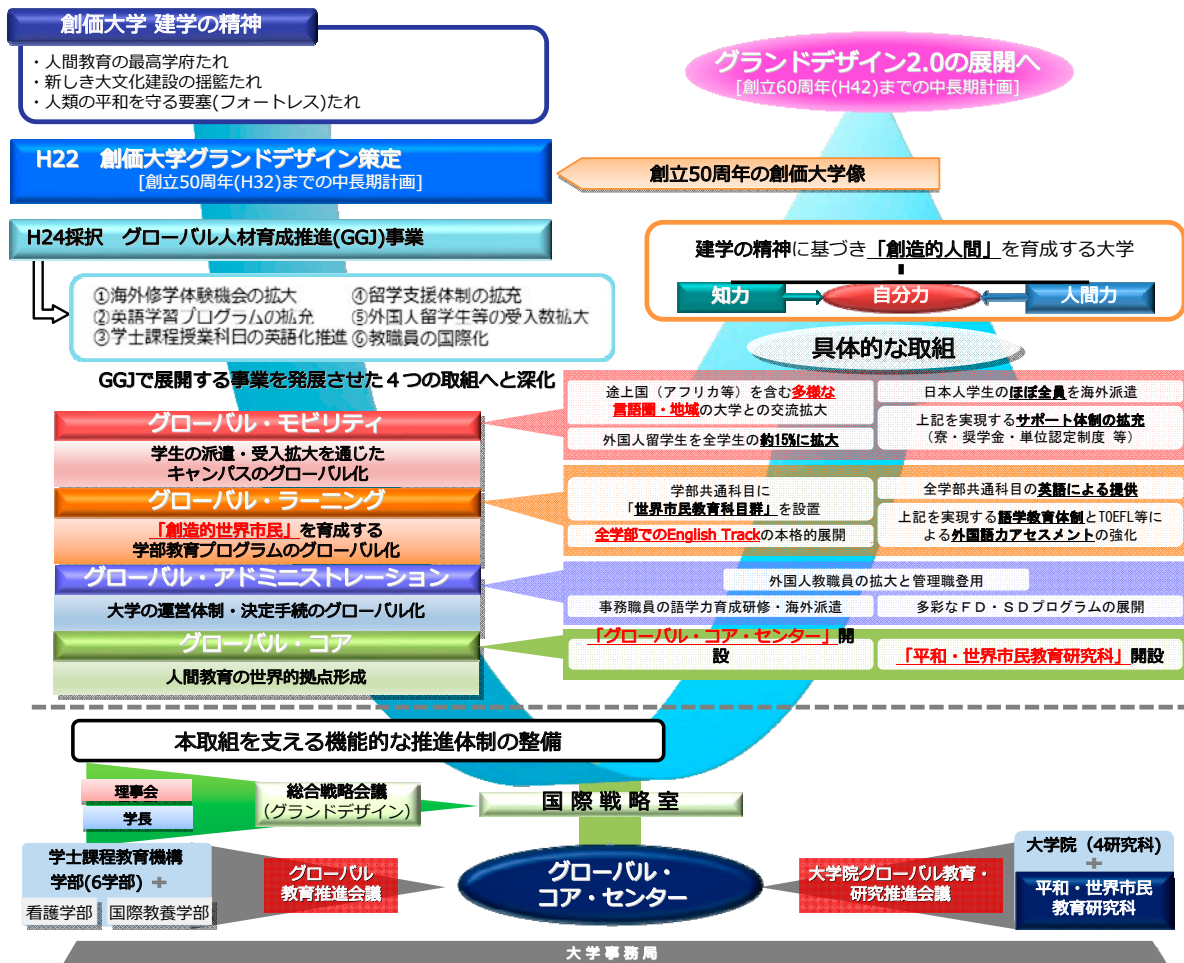 創価大学 建学の精神
・人間教育の最高学府たれ
・新しき大文化建設の揺籃たれ
・人類の平和を守る要塞(フォートレス)たれ
グランドデザイン2.0の展開へ
[創立60周年(H42)までの中長期計画]
H22 創価大学グランドデザイン策定
[創立50周年(H32)までの中長期計画]
創立50周年の創価大学像
H24採択 グローバル人材育成推進(GGJ)事業
①海外修学体験機会の拡大
②英語学習プログラムの拡充
③学士課程授業科目の英語化推進
④留学支援体制の拡充
⑤外国人留学生等の受入数拡大
⑥教職員の国際化
建学の精神に基づき「創造的人間」を育成する大学
知力
自分力
人間力
具体的な取組
GGJで展開する事業を発展させた4つの取組へと深化
グローバル・モビリティ
学生の派遣・受入拡大を通じた
キャンパスのグローバル化
途上国(アフリカ等)を含む多様な
言語圏・地域の大学との交流拡大
外国人留学生を全学生の約15%に拡大
日本人学生のほぼ全員を海外派遣
上記を実現するサポート体制の拡充
(寮・奨学金・単位認定制度 等)
グローバル・ラーニング
「創造的世界市民」を育成する
学部教育プログラムのグローバル化
学部共通科目に
「世界市民教育科目群」を設置
全学部でのEnglish Trackの本格的展開
全学部共通科目の英語による提供
上記を実現する語学教育体制とTOEFL等に
よる外国語力アセスメントの強化
グローバル・アドミニストレーション
大学の運営体制・決定手続のグローバル化
外国人教職員の拡大と管理職登用
事務職員の語学力育成研修・海外派遣
多彩なFD・SDプログラムの展開
グローバル・コア
人間教育の世界的拠点形成
「グローバル・コア・センター」開
設
「平和・世界市民教育研究科」開設
本取組を支える機能的な推進体制の整備
理事会
学長
総合戦略会議
(グランドデザイン)
国際戦略室
学士課程教育機構
学部(6学部) +
看護学部
国際教養学部
グローバル
教育推進会議
グローバル・
コア・センター
大学院グローバル教育・
研究推進会議
大学院(4研究科)
+
平和・世界市民
教育研究科
大学事務局